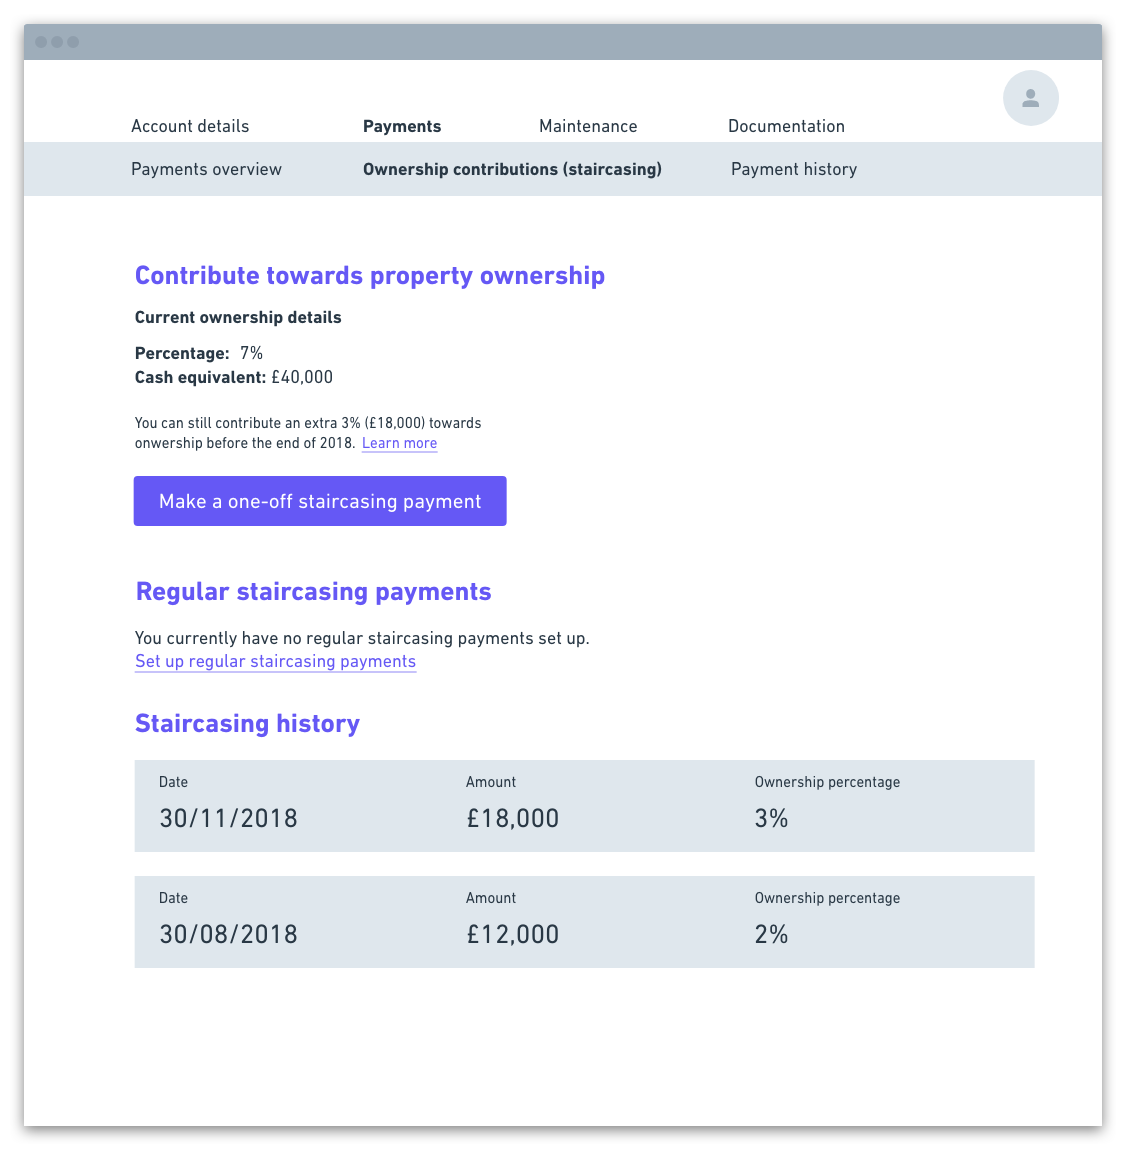 Account details Payments Maintenance Documentation
Payments overview Ownership contributions (staircasing) Payment history
Contribute towards property ownership
Current ownership details
Percentage: 7%
Cash equivalent: £40,000
You can still contribute an extra 3% (£18,000) towards
onwership before the end of 2018. Learn more
Make a one-off staircasing payment
Regular staircasing payments
You currently have no regular staircasing payments set up.
Set up regular staircasing payments
Staircasing history
Date Amount Ownership percentage
30/11/2018 £18,000 3%
Date Amount Ownership percentage
30/08/2018 £12,000 2%